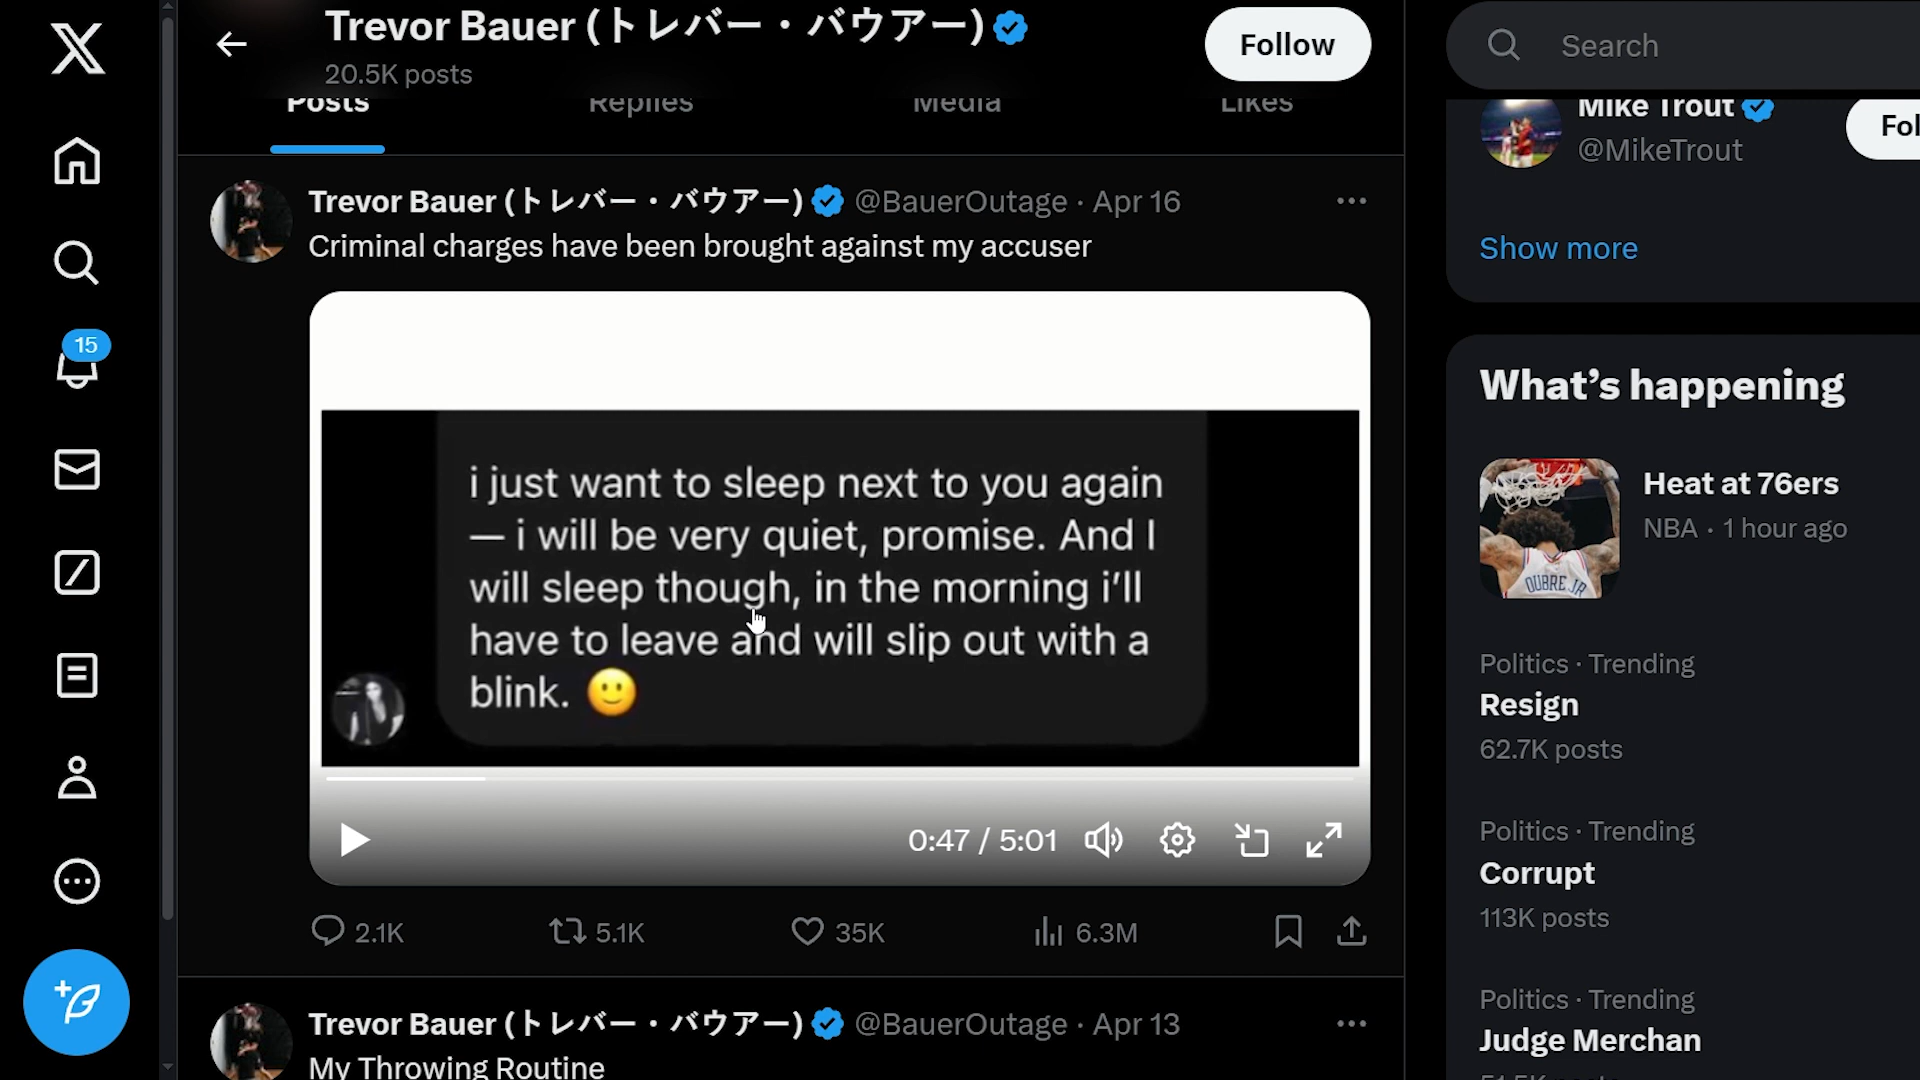 Trevor Bauer (トレバー・バウアー)
20.5K posts
Follow
Posts
Replies
Media
Likes
15
Trevor Bauer (トレバー・バウアー) @BauerOutage · Apr 16
Criminal charges have been brought against my accuser
i just want to sleep next to you again
— i will be very quiet, promise. And I
will sleep though, in the morning i'll
have to leave and will slip out with a
blink. 🙂
0:47 / 5:01
2.1K
5.1K
35K
6.3M
Trevor Bauer (トレバー・バウアー) @BauerOutage · Apr 13
My Throwing Routine
Search
Mike Trout
@MikeTrout
Fol
Show more
What's happening
Heat at 76ers
NBA · 1 hour ago
OUBRE JR
Politics · Trending
Resign
62.7K posts
Politics · Trending
Corrupt
113K posts
Politics · Trending
Judge Merchan